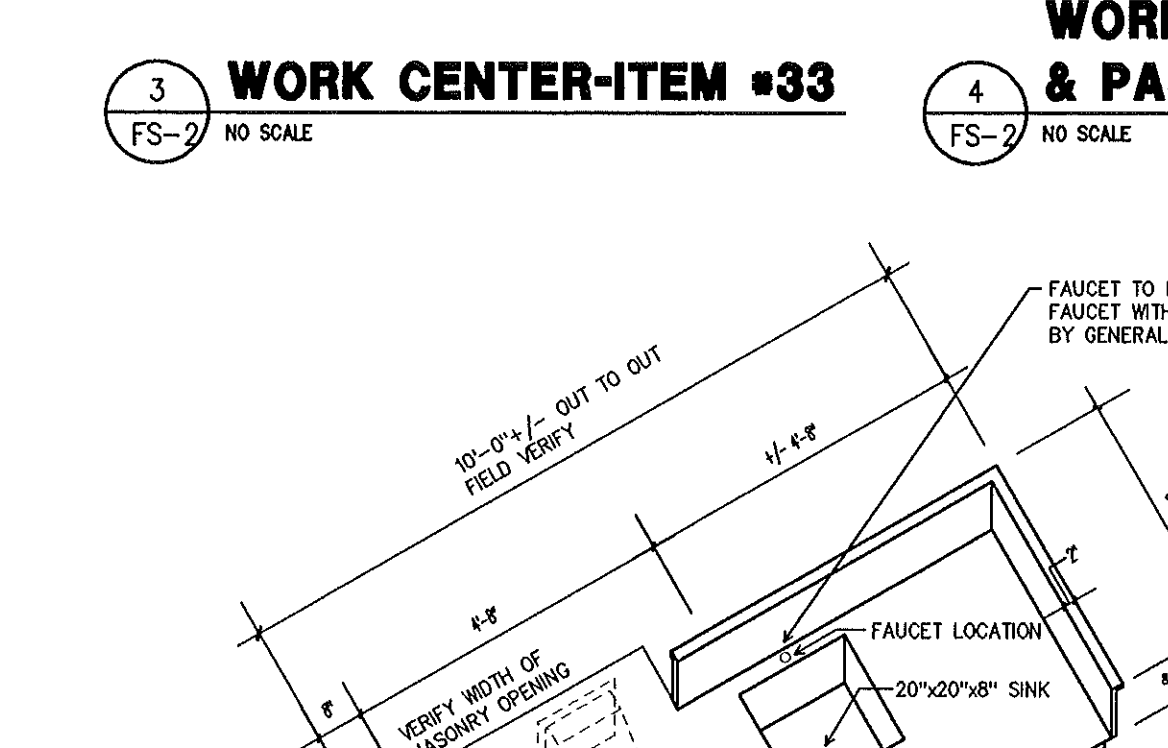 3
FS-2
WORK CENTER-ITEM #33
NO SCALE
4
FS-2
& PA
NO SCALE
FAUCET TO
FAUCET WITH
BY GENERAL
10'-0"+/- OUT TO OUT
FIELD VERIFY
+/- 4'-8"
4'-8"
8"
VERIFY WIDTH OF
MASONRY OPENING
FAUCET LOCATION
20"x20"x8" SINK